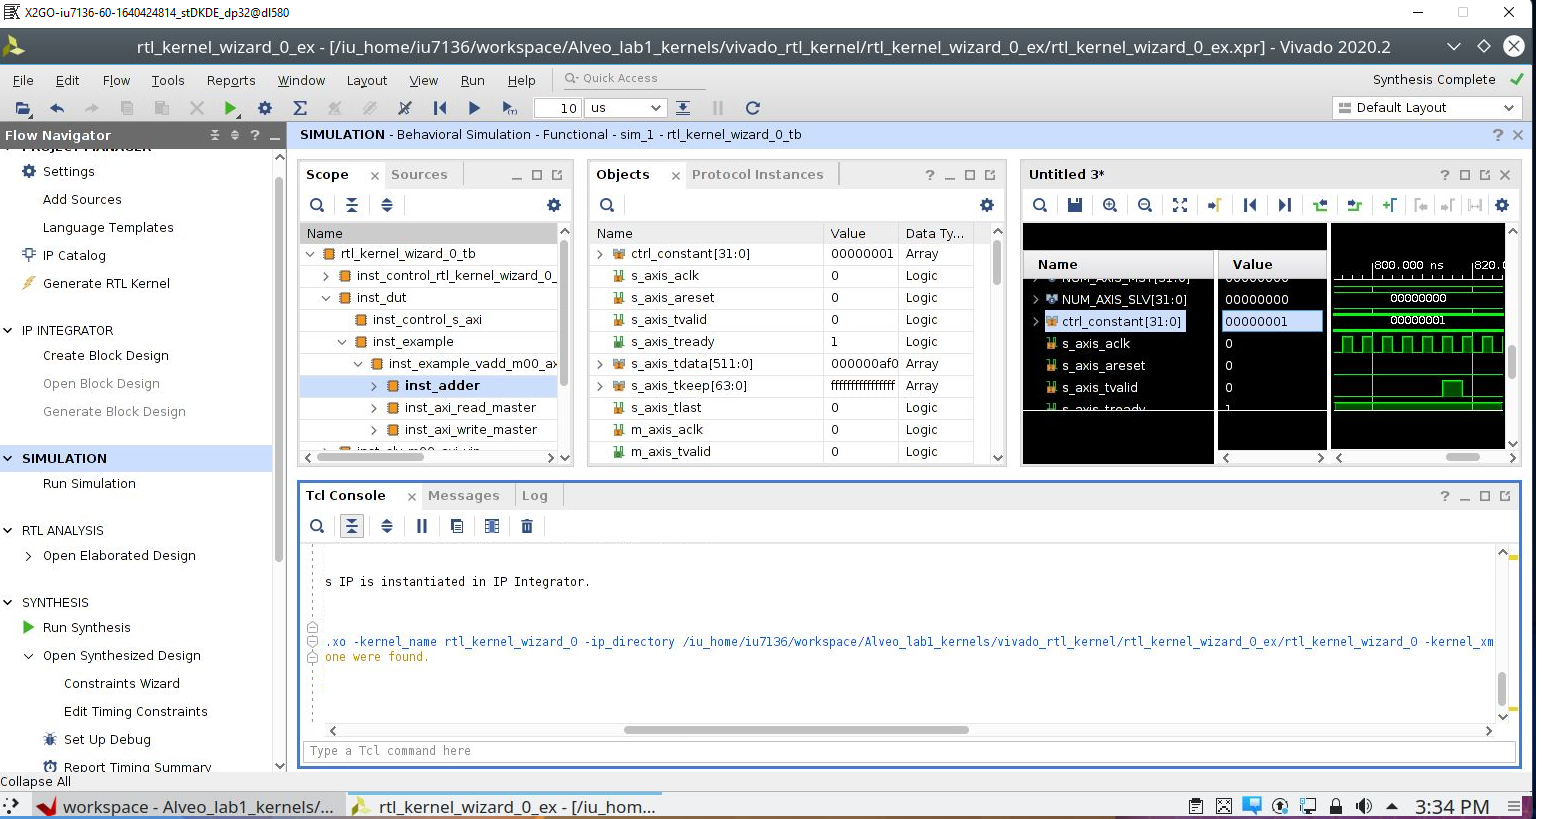 X2GO-iu7136-60-1640424814_stDKDE_dp32@dl580
rtl_kernel_wizard_0_ex - [/iu_home/iu7136/workspace/Alveo_lab1_kernels/vivado_rtl_kernel/rtl_kernel_wizard_0_ex/rtl_kernel_wizard_0_ex.xpr] - Vivado 2020.2
File Edit Flow Tools Reports Window Layout View Run Help Quick Access Synthesis Complete
10 us Default Layout
Flow Navigator
PROJECT MANAGER
Settings
Add Sources
Language Templates
IP Catalog
Generate RTL Kernel
IP INTEGRATOR
Create Block Design
Open Block Design
Generate Block Design
SIMULATION
Run Simulation
RTL ANALYSIS
Open Elaborated Design
SYNTHESIS
Run Synthesis
Open Synthesized Design
Constraints Wizard
Edit Timing Constraints
Set Up Debug
Report Timing Summary
Collapse All
SIMULATION - Behavioral Simulation - Functional - sim_1 - rtl_kernel_wizard_0_tb
Scope Sources
Name
rtl_kernel_wizard_0_tb
inst_control_rtl_kernel_wizard_0_
inst_dut
inst_control_s_axi
inst_example
inst_example_vadd_m00_ax
inst_adder
inst_axi_read_master
inst_axi_write_master
inst_slv_m00_axi_vip
Objects Protocol Instances
Name Value Data Ty...
ctrl_constant[31:0] 00000001 Array
s_axis_aclk 0 Logic
s_axis_areset 0 Logic
s_axis_tvalid 0 Logic
s_axis_tready 1 Logic
s_axis_tdata[511:0] 000000af0 Array
s_axis_tkeep[63:0] ffffffffffffffff Array
s_axis_tlast 0 Logic
m_axis_aclk 0 Logic
m_axis_tvalid 0 Logic
Untitled 3*
Name Value 800.000 ns 820.
NUM_AXIS_MST[31:0] 00000000
NUM_AXIS_SLV[31:0] 00000000 00000000
ctrl_constant[31:0] 00000001 00000001
s_axis_aclk 0
s_axis_areset 0
s_axis_tvalid 0
s_axis_tready 1
Tcl Console Messages Log
s IP is instantiated in IP Integrator.
.xo -kernel_name rtl_kernel_wizard_0 -ip_directory /iu_home/iu7136/workspace/Alveo_lab1_kernels/vivado_rtl_kernel/rtl_kernel_wizard_0_ex/rtl_kernel_wizard_0 -kernel_xm
one were found.
Type a Tcl command here
workspace - Alveo_lab1_kernels/... rtl_kernel_wizard_0_ex - [/iu_hom... 3:34 PM